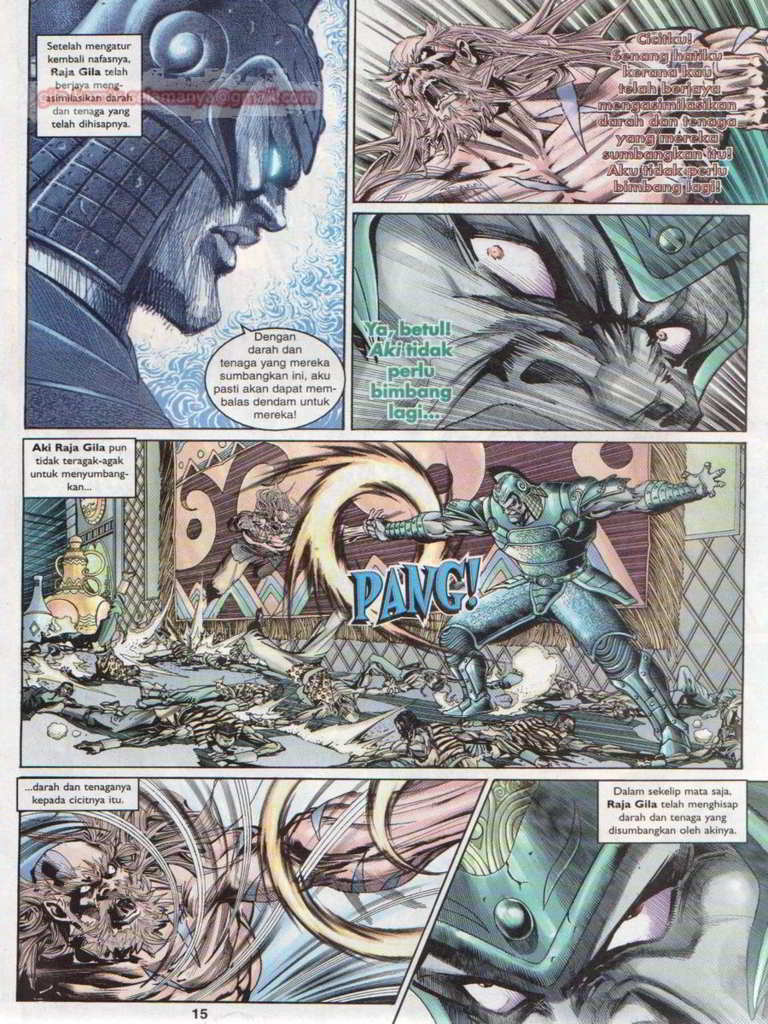 Setelah mengatur
kembali nafasnya,
Raja Gila telah
berjaya meng-
asimilasikan darah
dan tenaga yang
telah dihisapnya.
Cicitku!
Senang hatiku
kerana kau
telah berjaya
mengasimilasikan
darah dan tenaga
yang mereka
sumbangkan itu!
Aku tidak perlu
bimbang lagi!
Dengan
darah dan
tenaga yang mereka
sumbangkan ini, aku
pasti akan dapat mem-
balas dendam untuk
mereka!
Ya, betul!
Aki tidak
perlu
bimbang
lagi...
Aki Raja Gila pun
tidak teragak-agak
untuk menyumbang-
kan...
PANG!
...darah dan tenaganya
kepada cicitnya itu.
Dalam sekelip mata saja,
Raja Gila telah menghisap
darah dan tenaga yang
disumbangkan oleh akinya.
15